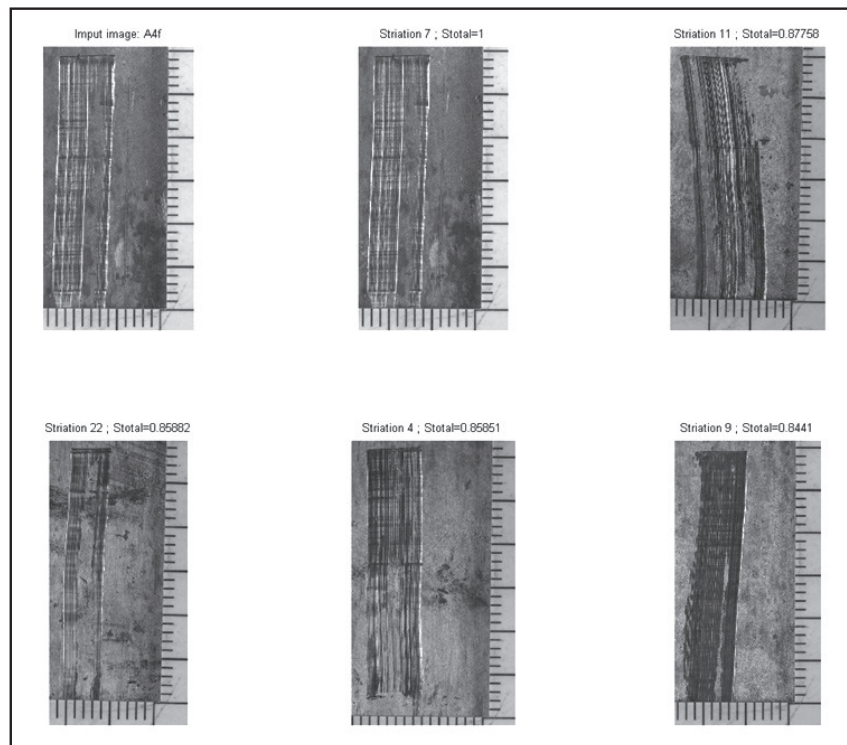 Imput image: A4f
Striation 7 ; Stotal=1
Striation 11 ; Stotal=0.87758
Striation 22 ; Stotal=0.85882
Striation 4 ; Stotal=0.85851
Striation 9 ; Stotal=0.8441